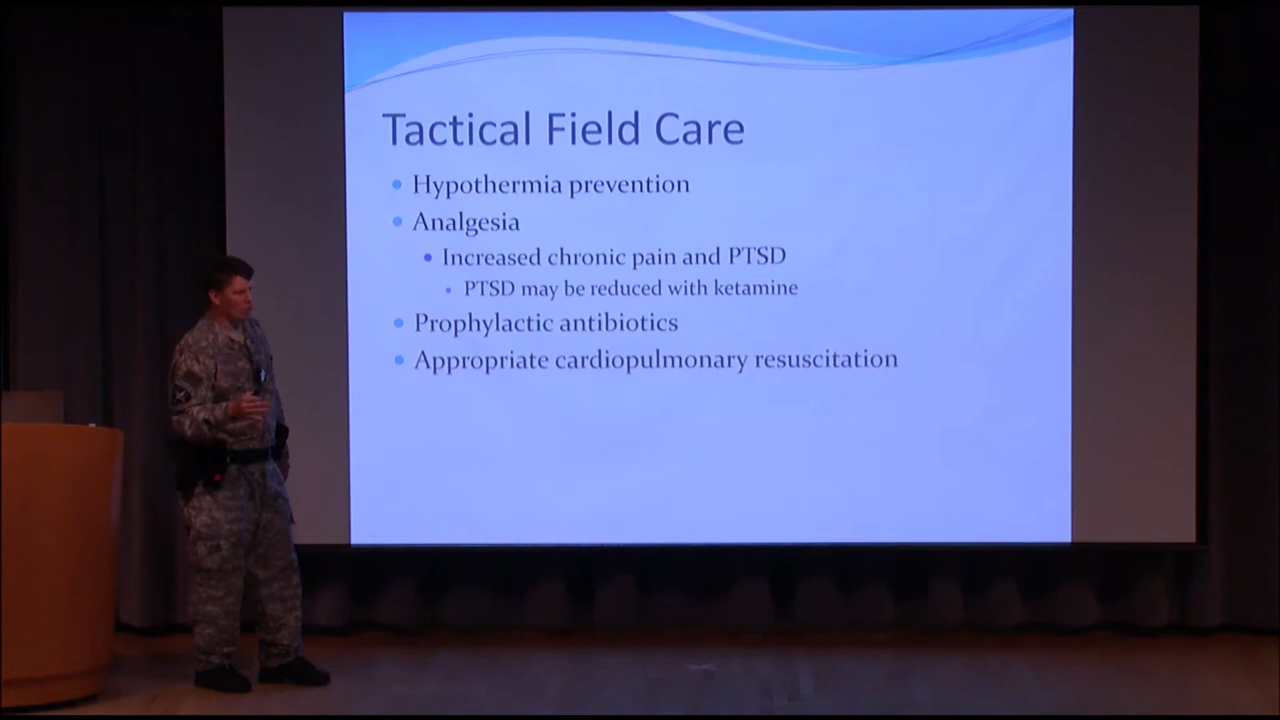 Tactical Field Care
Hypothermia prevention
Analgesia
Increased chronic pain and PTSD
PTSD may be reduced with ketamine
Prophylactic antibiotics
Appropriate cardiopulmonary resuscitation